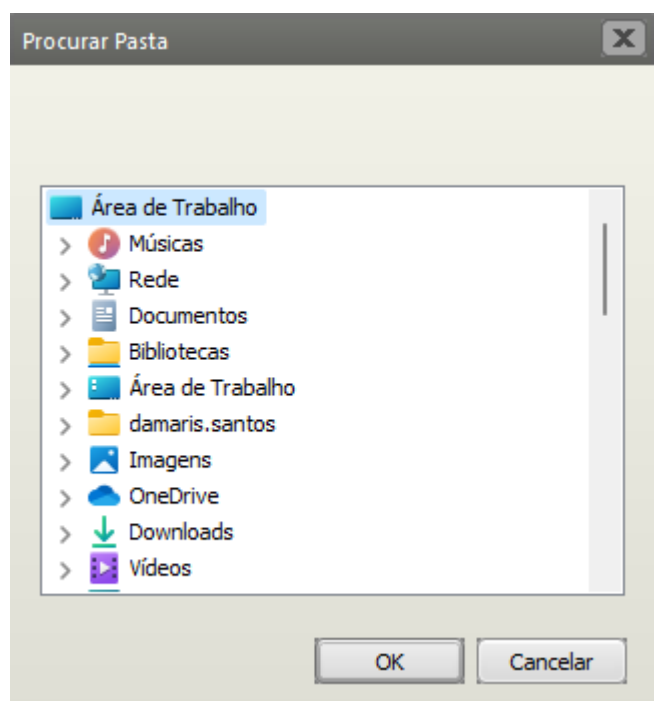 Procurar Pasta
Área de Trabalho
Músicas
Rede
Documentos
Bibliotecas
Área de Trabalho
damaris.santos
Imagens
OneDrive
Downloads
Vídeos
OK Cancelar